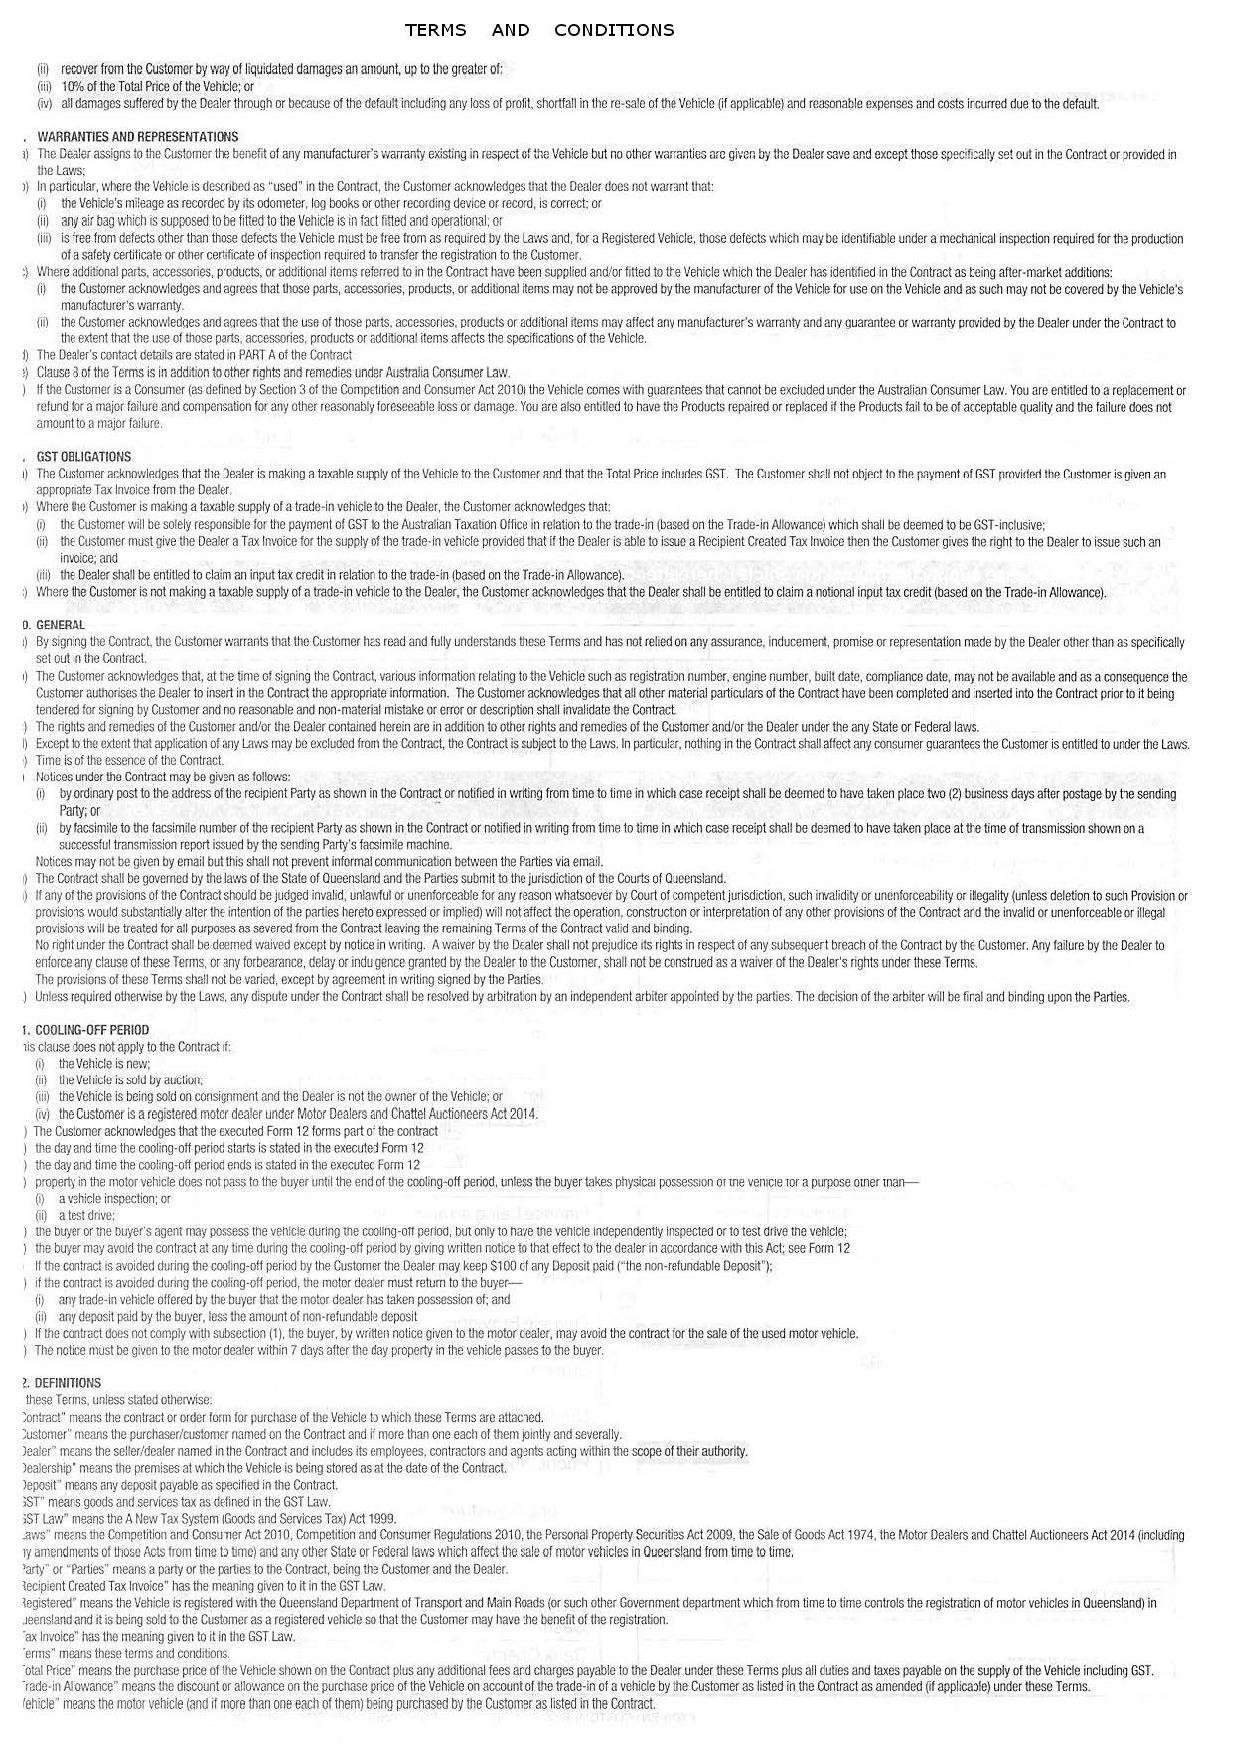 TERMS AND CONDITIONS
(ii) recover from the Customer by way of liquidated damages an amount, up to the greater of:
(iii) 10% of the Total Price of the Vehicle; or
(iv) all damages suffered by the Dealer through or because of the default including any loss of profit, shortfall in the re-sale of the Vehicle (if applicable) and reasonable expenses and costs incurred due to the default.
. WARRANTIES AND REPRESENTATIONS
) The Dealer assigns to the Customer the benefit of any manufacturer's warranty existing in respect of the Vehicle but no other warranties are given by the Dealer save and except those specifically set out in the Contract or provided in
the Laws;
) In particular, where the Vehicle is described as "used" in the Contract, the Customer acknowledges that the Dealer does not warrant that:
(i) the Vehicle's mileage as recorded by its odometer, log books or other recording device or record, is correct; or
(ii) any air bag which is supposed to be fitted to the Vehicle is in fact fitted and operational; or
(iii) is free from defects other than those defects the Vehicle must be free from as required by the Laws and, for a Registered Vehicle, those defects which may be identifiable under a mechanical inspection required for the production
of a safety certificate or other certificate of inspection required to transfer the registration to the Customer.
) Where additional parts, accessories, products, or additional items referred to in the Contract have been supplied and/or fitted to the Vehicle which the Dealer has identified in the Contract as being after-market additions:
(i) the Customer acknowledges and agrees that those parts, accessories, products, or additional items may not be approved by the manufacturer of the Vehicle for use on the Vehicle and as such may not be covered by the Vehicle's
manufacturer's warranty.
(ii) the Customer acknowledges and agrees that the use of those parts, accessories, products or additional items may affect any manufacturer's warranty and any guarantee or warranty provided by the Dealer under the Contract to
the extent that the use of those parts, accessories, products or additional items affects the specifications of the Vehicle.
) The Dealer's contact details are stated in PART A of the Contract
) Clause 8 of the Terms is in addition to other rights and remedies under Australia Consumer Law.
) If the Customer is a Consumer (as defined by Section 3 of the Competition and Consumer Act 2010) the Vehicle comes with guarantees that cannot be excluded under the Australian Consumer Law. You are entitled to a replacement or
refund for a major failure and compensation for any other reasonably foreseeable loss or damage. You are also entitled to have the Products repaired or replaced if the Products fail to be of acceptable quality and the failure does not
amount to a major failure.
. GST OBLIGATIONS
) The Customer acknowledges that the Dealer is making a taxable supply of the Vehicle to the Customer and that the Total Price includes GST. The Customer shall not object to the payment of GST provided the Customer is given an
appropriate Tax Invoice from the Dealer.
) Where the Customer is making a taxable supply of a trade-in vehicle to the Dealer, the Customer acknowledges that:
(i) the Customer will be solely responsible for the payment of GST to the Australian Taxation Office in relation to the trade-in (based on the Trade-in Allowance) which shall be deemed to be GST-inclusive;
(ii) the Customer must give the Dealer a Tax Invoice for the supply of the trade-in vehicle provided that if the Dealer is able to issue a Recipient Created Tax Invoice then the Customer gives the right to the Dealer to issue such an
invoice; and
(iii) the Dealer shall be entitled to claim an input tax credit in relation to the trade-in (based on the Trade-in Allowance).
) Where the Customer is not making a taxable supply of a trade-in vehicle to the Dealer, the Customer acknowledges that the Dealer shall be entitled to claim a notional input tax credit (based on the Trade-in Allowance).
0. GENERAL
) By signing the Contract, the Customer warrants that the Customer has read and fully understands these Terms and has not relied on any assurance, inducement, promise or representation made by the Dealer other than as specifically
set out in the Contract.
) The Customer acknowledges that, at the time of signing the Contract, various information relating to the Vehicle such as registration number, engine number, built date, compliance date, may not be available and as a consequence the
Customer authorises the Dealer to insert in the Contract the appropriate information. The Customer acknowledges that all other material particulars of the Contract have been completed and inserted into the Contract prior to it being
tendered for signing by Customer and no reasonable and non-material mistake or error or description shall invalidate the Contract.
) The rights and remedies of the Customer and/or the Dealer contained herein are in addition to other rights and remedies of the Customer and/or the Dealer under the any State or Federal laws.
) Except to the extent that application of any Laws may be excluded from the Contract, the Contract is subject to the Laws. In particular, nothing in the Contract shall affect any consumer guarantees the Customer is entitled to under the Laws.
) Time is of the essence of the Contract.
Notices under the Contract may be given as follows:
(i) by ordinary post to the address of the recipient Party as shown in the Contract or notified in writing from time to time in which case receipt shall be deemed to have taken place two (2) business days after postage by the sending
Party; or
(ii) by facsimile to the facsimile number of the recipient Party as shown in the Contract or notified in writing from time to time in which case receipt shall be deemed to have taken place at the time of transmission shown on a
successful transmission report issued by the sending Party's facsimile machine.
Notices may not be given by email but this shall not prevent informal communication between the Parties via email.
) The Contract shall be governed by the laws of the State of Queensland and the Parties submit to the jurisdiction of the Courts of Queensland.
) If any of the provisions of the Contract should be judged invalid, unlawful or unenforceable for any reason whatsoever by Court of competent jurisdiction, such invalidity or unenforceability or illegality (unless deletion to such Provision or
provisions would substantially alter the intention of the parties hereto expressed or implied) will not affect the operation, construction or interpretation of any other provisions of the Contract and the invalid or unenforceable or illegal
provisions will be treated for all purposes as severed from the Contract leaving the remaining Terms of the Contract valid and binding.
No right under the Contract shall be deemed waived except by notice in writing. A waiver by the Dealer shall not prejudice its rights in respect of any subsequent breach of the Contract by the Customer. Any failure by the Dealer to
enforce any clause of these Terms, or any forbearance, delay or indulgence granted by the Dealer to the Customer, shall not be construed as a waiver of the Dealer's rights under these Terms.
The provisions of these Terms shall not be varied, except by agreement in writing signed by the Parties.
) Unless required otherwise by the Laws, any dispute under the Contract shall be resolved by arbitration by an independent arbiter appointed by the parties. The decision of the arbiter will be final and binding upon the Parties.
1. COOLING-OFF PERIOD
his clause does not apply to the Contract if:
(i) the Vehicle is new;
(ii) the Vehicle is sold by auction;
(iii) the Vehicle is being sold on consignment and the Dealer is not the owner of the Vehicle; or
(iv) the Customer is a registered motor dealer under Motor Dealers and Chattel Auctioneers Act 2014.
) The Customer acknowledges that the executed Form 12 forms part of the contract
) the day and time the cooling-off period starts is stated in the executed Form 12
) the day and time the cooling-off period ends is stated in the executed Form 12
) property in the motor vehicle does not pass to the buyer until the end of the cooling-off period, unless the buyer takes physical possession of the vehicle for a purpose other than—
(i) a vehicle inspection; or
(ii) a test drive;
) the buyer or the buyer's agent may possess the vehicle during the cooling-off period, but only to have the vehicle independently inspected or to test drive the vehicle;
) the buyer may avoid the contract at any time during the cooling-off period by giving written notice to that effect to the dealer in accordance with this Act; see Form 12
If the contract is avoided during the cooling-off period by the Customer the Dealer may keep $100 of any Deposit paid ("the non-refundable Deposit");
) if the contract is avoided during the cooling-off period, the motor dealer must return to the buyer—
(i) any trade-in vehicle offered by the buyer that the motor dealer has taken possession of; and
(ii) any deposit paid by the buyer, less the amount of non-refundable deposit
) If the contract does not comply with subsection (1), the buyer, by written notice given to the motor dealer, may avoid the contract for the sale of the used motor vehicle.
) The notice must be given to the motor dealer within 7 days after the day property in the vehicle passes to the buyer.
2. DEFINITIONS
these Terms, unless stated otherwise:
Contract" means the contract or order form for purchase of the Vehicle to which these Terms are attached.
Customer" means the purchaser/customer named on the Contract and if more than one each of them jointly and severally.
Dealer" means the seller/dealer named in the Contract and includes its employees, contractors and agents acting within the scope of their authority.
Dealership" means the premises at which the Vehicle is being stored as at the date of the Contract.
Deposit" means any deposit payable as specified in the Contract.
GST" means goods and services tax as defined in the GST Law.
GST Law" means the A New Tax System (Goods and Services Tax) Act 1999.
Laws" means the Competition and Consumer Act 2010, Competition and Consumer Regulations 2010, the Personal Property Securities Act 2009, the Sale of Goods Act 1974, the Motor Dealers and Chattel Auctioneers Act 2014 (including
ny amendments of those Acts from time to time) and any other State or Federal laws which affect the sale of motor vehicles in Queensland from time to time.
Party" or "Parties" means a party or the parties to the Contract, being the Customer and the Dealer.
Recipient Created Tax Invoice" has the meaning given to it in the GST Law.
Registered" means the Vehicle is registered with the Queensland Department of Transport and Main Roads (or such other Government department which from time to time controls the registration of motor vehicles in Queensland) in
ueensland and it is being sold to the Customer as a registered vehicle so that the Customer may have the benefit of the registration.
Tax Invoice" has the meaning given to it in the GST Law.
Terms" means these terms and conditions.
Total Price" means the purchase price of the Vehicle shown on the Contract plus any additional fees and charges payable to the Dealer under these Terms plus all duties and taxes payable on the supply of the Vehicle including GST.
Trade-in Allowance" means the discount or allowance on the purchase price of the Vehicle on account of the trade-in of a vehicle by the Customer as listed in the Contract as amended (if applicable) under these Terms.
Vehicle" means the motor vehicle (and if more than one each of them) being purchased by the Customer as listed in the Contract.